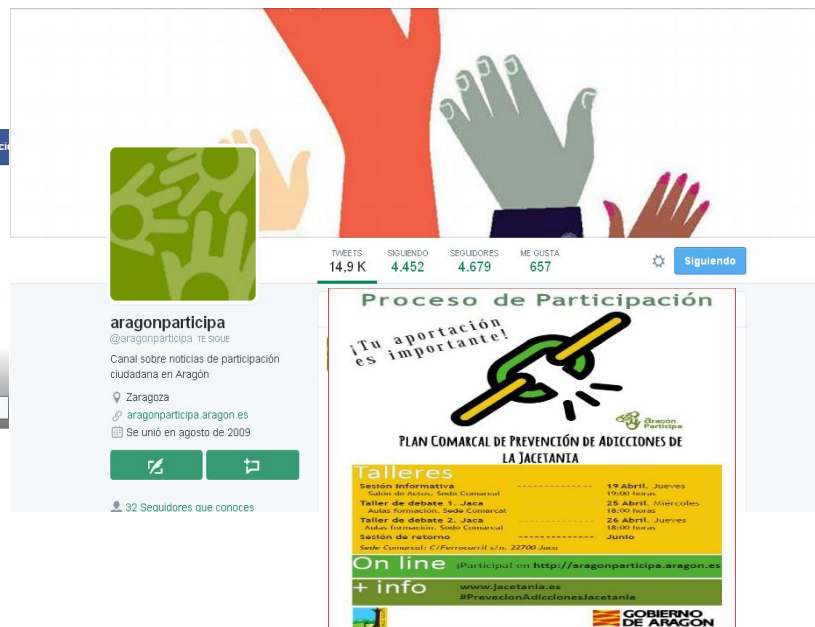 TWEETS SIGUIENDO SEGUIDORES ME GUSTA
14,9 K 4.452 4.679 657
Siguiendo
aragonparticipa
@aragonparticipa TE SIGUE
Canal sobre noticias de participación
ciudadana en Aragón
Zaragoza
aragonparticipa.aragon.es
Se unió en agosto de 2009
32 Seguidores que conoces
Proceso de Participación
¡Tu aportación
es importante!
Aragón
Participa
PLAN COMARCAL DE PREVENCIÓN DE ADICCIONES DE
LA JACETANIA
Talleres
Sesión Informativa -------------- 19 Abril. Jueves
Salón de Actos. Sede Comarcal 19:00 horas
Taller de debate 1. Jaca -------------- 25 Abril. Miércoles
Aulas formación. Sede Comarcal 18:00 horas
Taller de debate 2. Jaca -------------- 26 Abril. Jueves
Aulas formación. Sede Comarcal 18:00 horas
Sesión de retorno -------------- Junio
Sede Comarcal: C/Ferrocarril s/n. 22700 Jaca
On line ¡Participa! en http://aragonparticipa.aragon.es
+ info www.jacetania.es
#PrevecionAdiccionesJacetania
GOBIERNO
DE ARAGON